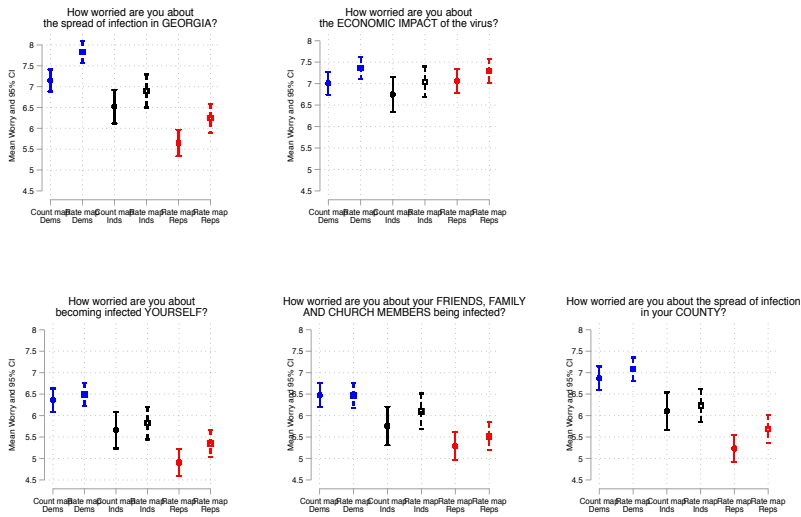 How worried are you about
the spread of infection in GEORGIA?
How worried are you about
the ECONOMIC IMPACT of the virus?
Mean Worry and 95% CI
8
7.5
7
6.5
6
5.5
5
4.5
Count map
Dems
Rate map
Dems
Count map
Inds
Rate map
Inds
Count map
Reps
Rate map
Reps
Mean Worry and 95% CI
8
7.5
7
6.5
6
5.5
5
4.5
Count map
Dems
Rate map
Dems
Count map
Inds
Rate map
Inds
Count map
Reps
Rate map
Reps
How worried are you about
becoming infected YOURSELF?
How worried are you about your FRIENDS, FAMILY
AND CHURCH MEMBERS being infected?
How worried are you about the spread of infection
in your COUNTY?
Mean Worry and 95% CI
8
7.5
7
6.5
6
5.5
5
4.5
Count map
Dems
Rate map
Dems
Count map
Inds
Rate map
Inds
Count map
Reps
Rate map
Reps
Mean Worry and 95% CI
8
7.5
7
6.5
6
5.5
5
4.5
Count map
Dems
Rate map
Dems
Count map
Inds
Rate map
Inds
Count map
Reps
Rate map
Reps
Mean Worry and 95% CI
8
7.5
7
6.5
6
5.5
5
4.5
Count map
Dems
Rate map
Dems
Count map
Inds
Rate map
Inds
Count map
Reps
Rate map
Reps